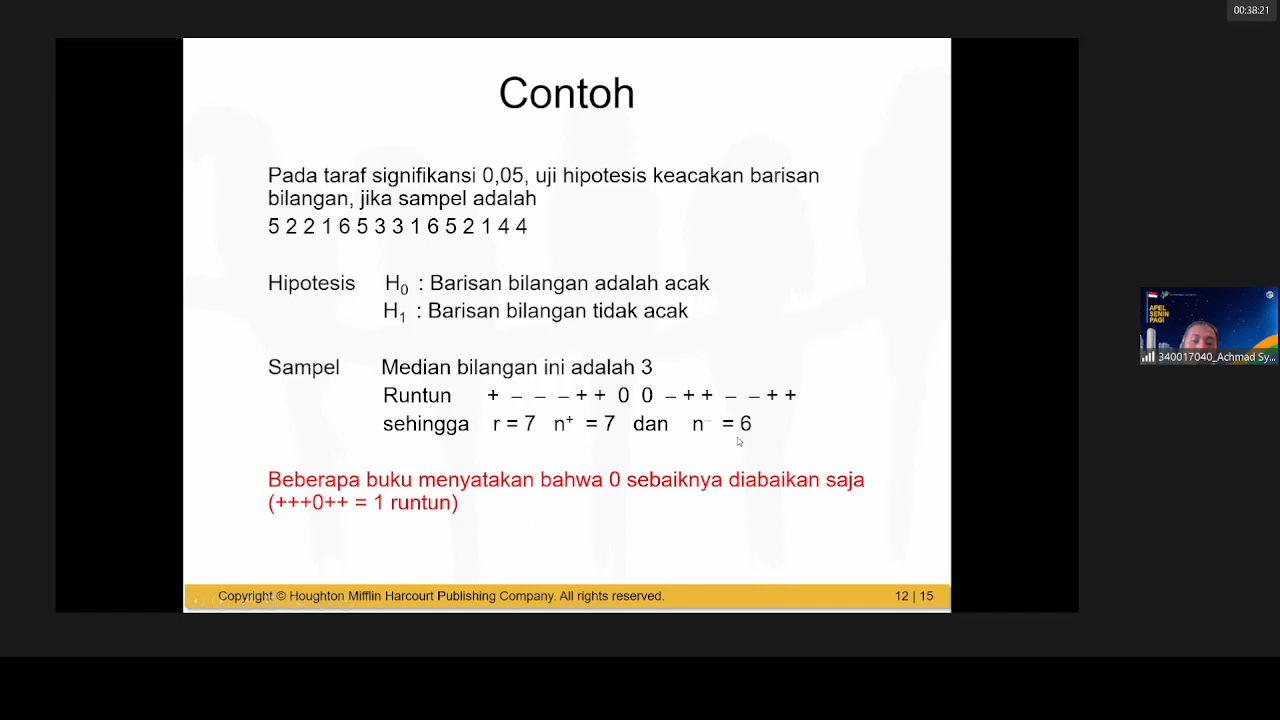 00:38:21
Contoh
Pada taraf signifikansi 0,05, uji hipotesis keacakan barisan
bilangan, jika sampel adalah
5 2 2 1 6 5 3 3 1 6 5 2 1 4 4
Hipotesis H₀ : Barisan bilangan adalah acak
H₁ : Barisan bilangan tidak acak
Sampel Median bilangan ini adalah 3
Runtun + – – – + + 0 0 – + + – – + +
sehingga r = 7 n⁺ = 7 dan n⁻ = 6
Beberapa buku menyatakan bahwa 0 sebaiknya diabaikan saja
(+++0++ = 1 runtun)
Copyright © Houghton Mifflin Harcourt Publishing Company. All rights reserved. 12 | 15
APEL
SENIN
PAGI
340017040_Achmad Sy...